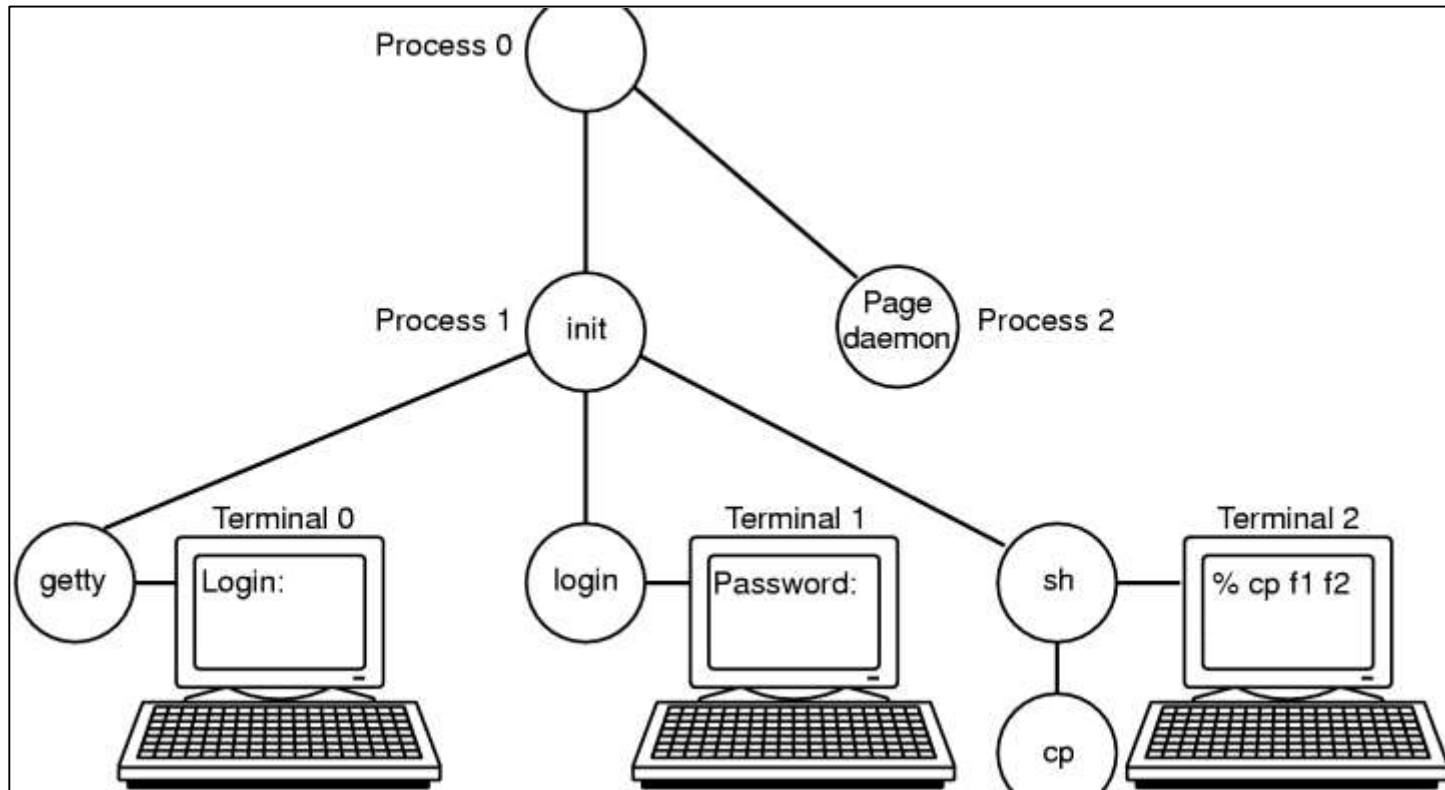 Process 0
Process 1
init
Page
daemon
Process 2
Terminal 0
Terminal 1
Terminal 2
getty
Login:
login
Password:
sh
% cp f1 f2
cp